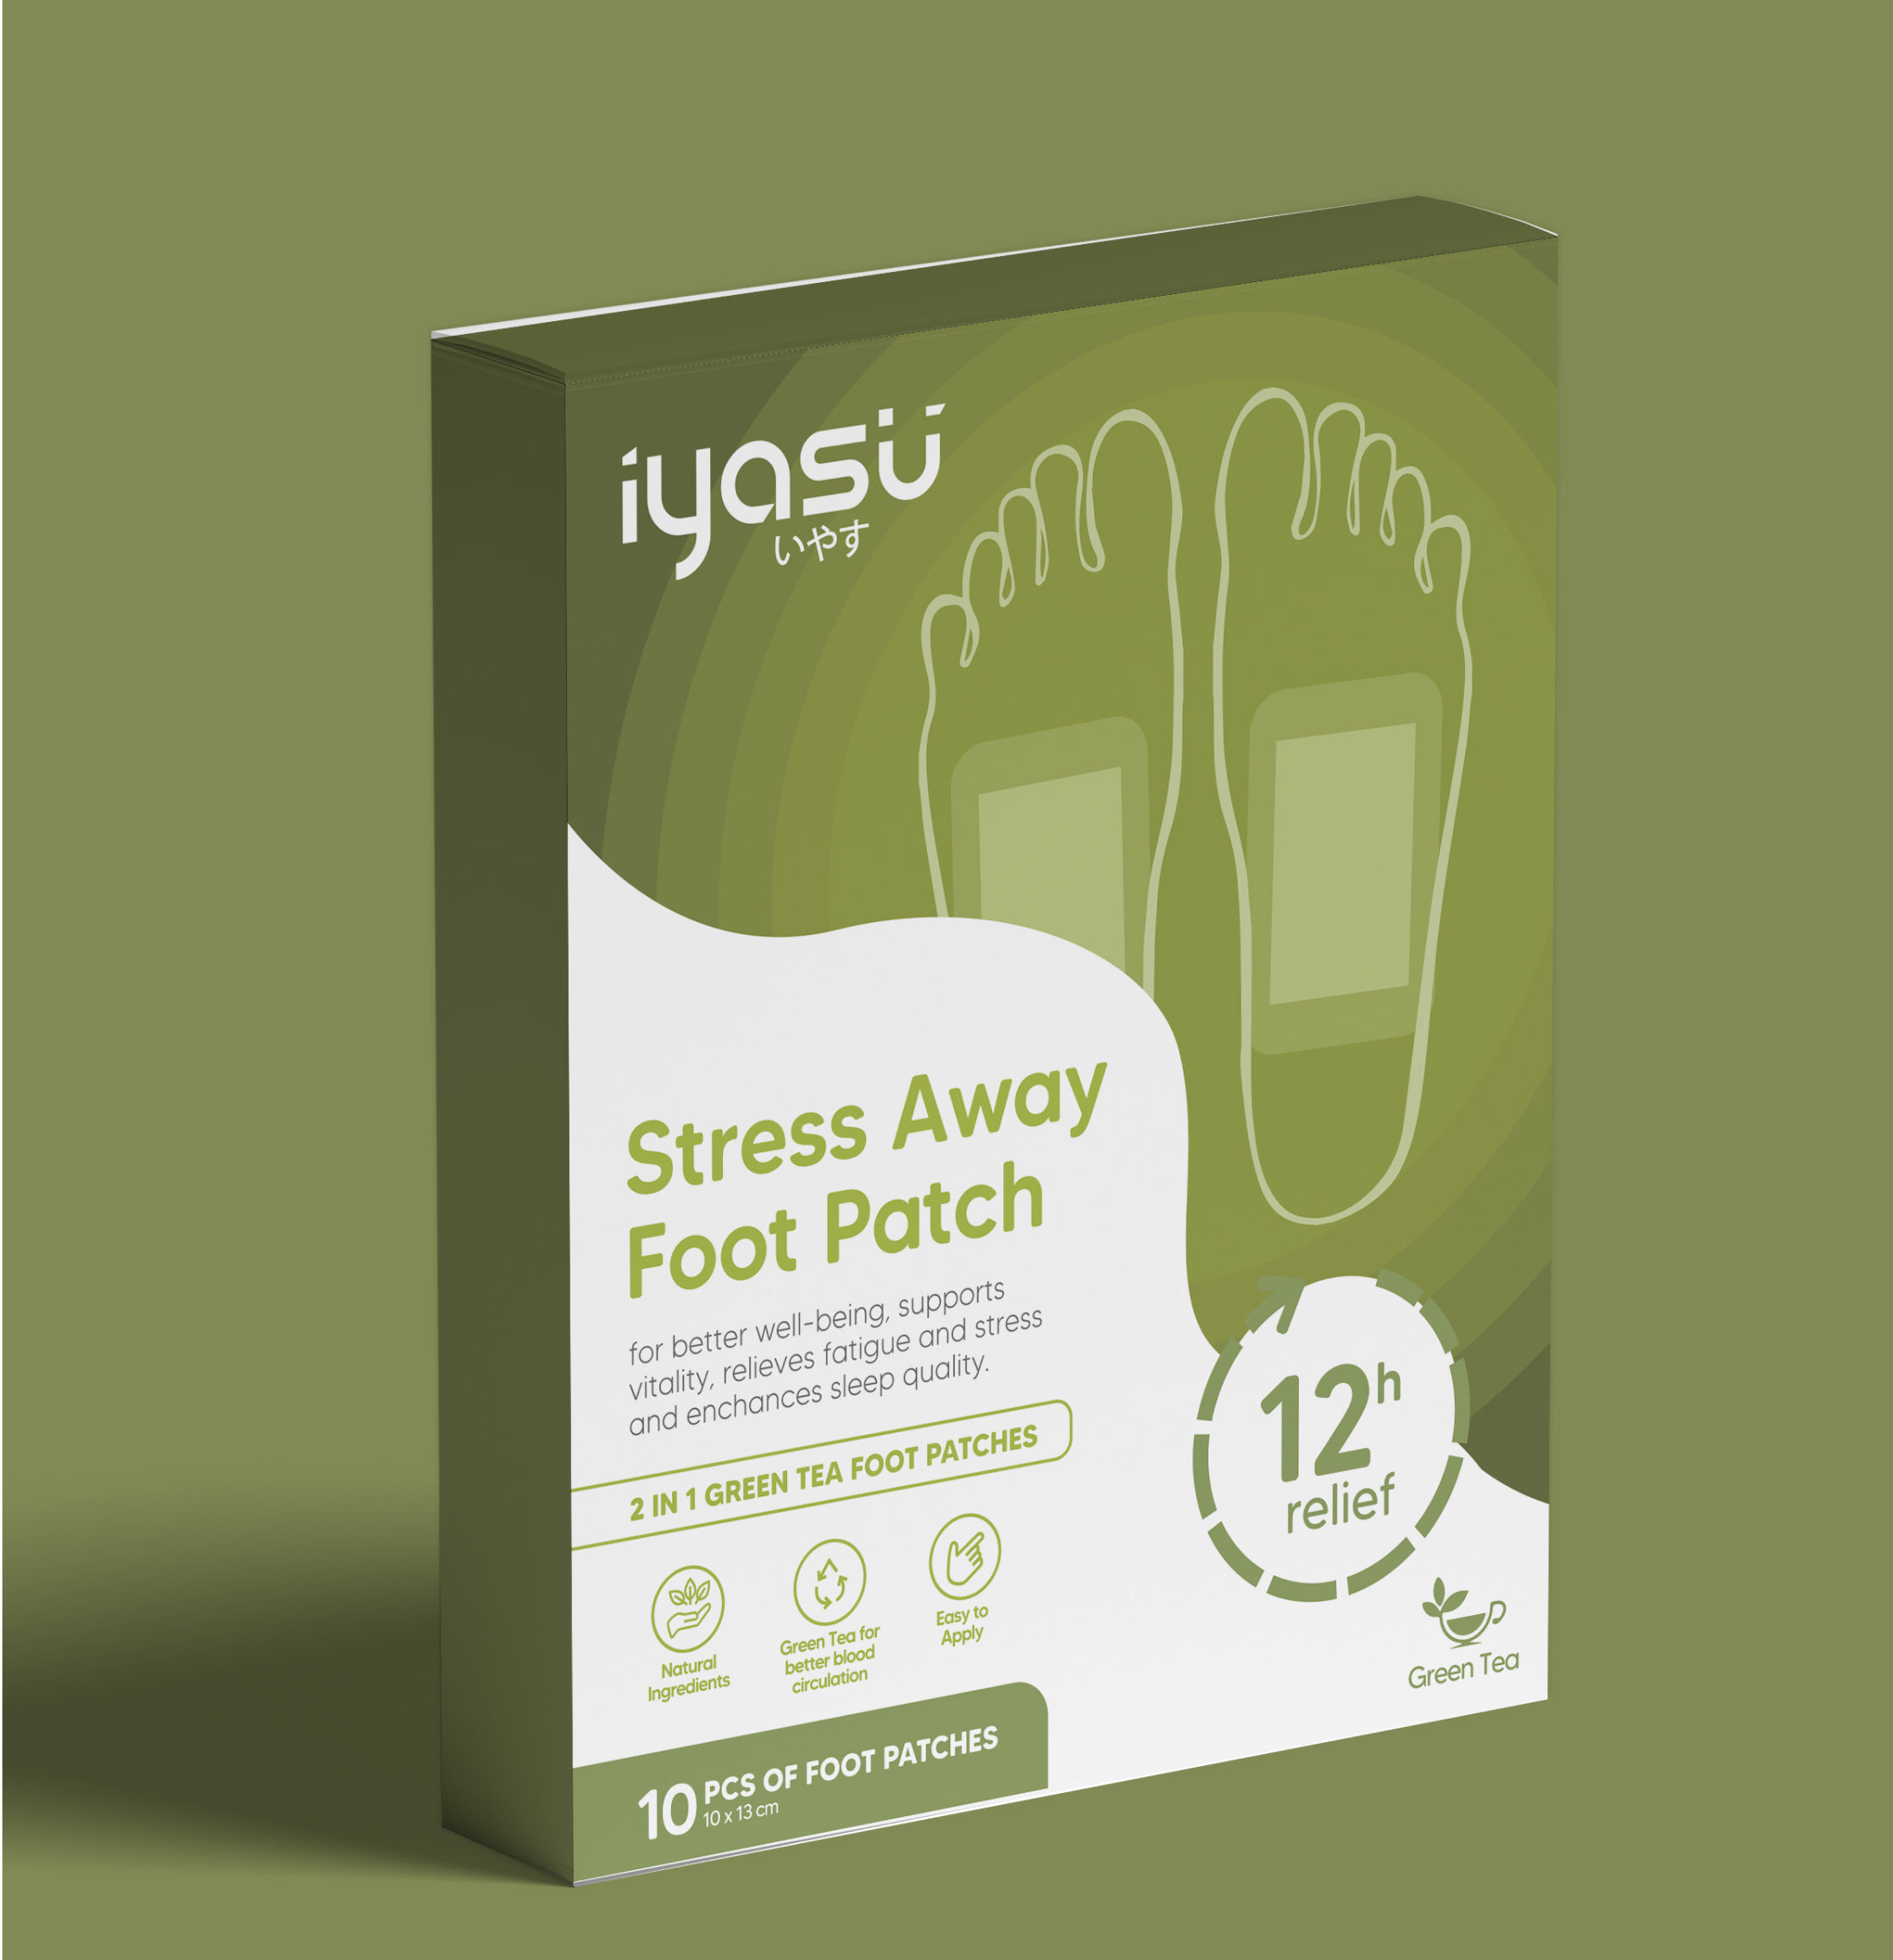 iyasu
いやす
Stress Away
Foot Patch
for better well-being, supports
vitality, relieves fatigue and stress
and enhances sleep quality.
2 IN 1 GREEN TEA FOOT PATCHES
12h
relief
Natural
Ingredients
Green Tea for
better blood
circulation
Easy to
Apply
Green Tea
10 PCS OF FOOT PATCHES
10 x 13 cm